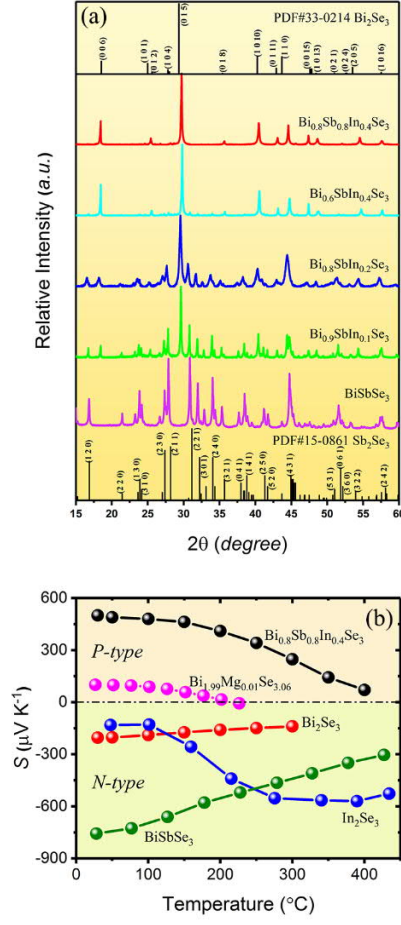 (a)
PDF#33-0214 Bi₂Se₃
(0 0 6)
(1 0 1)
(0 1 2)
(1 0 4)
(0 1 5)
(0 1 8)
(1 0 10)
(0 1 11)
(1 1 0)
(0 0 15)
(1 0 13)
(0 2 1)
(0 2 4)
(2 0 5)
(1 0 16)
Bi₀.₈Sb₀.₈In₀.₄Se₃
Bi₀.₆SbIn₀.₄Se₃
Bi₀.₈SbIn₀.₂Se₃
Bi₀.₉SbIn₀.₁Se₃
BiSbSe₃
PDF#15-0861 Sb₂Se₃
(1 2 0)
(2 2 0)
(1 3 0)
(3 1 0)
(2 3 0)
(2 1 1)
(2 2 1)
(3 0 1)
(2 4 0)
(3 2 1)
(0 4 1)
(1 4 1)
(2 5 0)
(5 2 0)
(4 3 1)
(5 3 1)
(0 6 1)
(3 6 0)
(3 2 2)
(2 4 2)
Relative Intensity (a.u.)
15 20 25 30 35 40 45 50 55 60
2θ (degree)
(b)
600
300
0
-300
-600
-900
S (μV K⁻¹)
P-type
Bi₀.₈Sb₀.₈In₀.₄Se₃
Bi₁.₉₉Mg₀.₀₁Se₃.₀₆
Bi₂Se₃
N-type
In₂Se₃
BiSbSe₃
0 100 200 300 400
Temperature (°C)